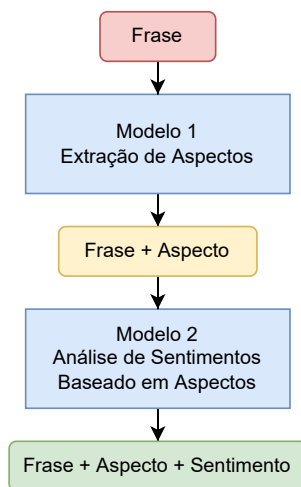 Frase
Modelo 1
Extração de Aspectos
Frase + Aspecto
Modelo 2
Análise de Sentimentos
Baseado em Aspectos
Frase + Aspecto + Sentimento